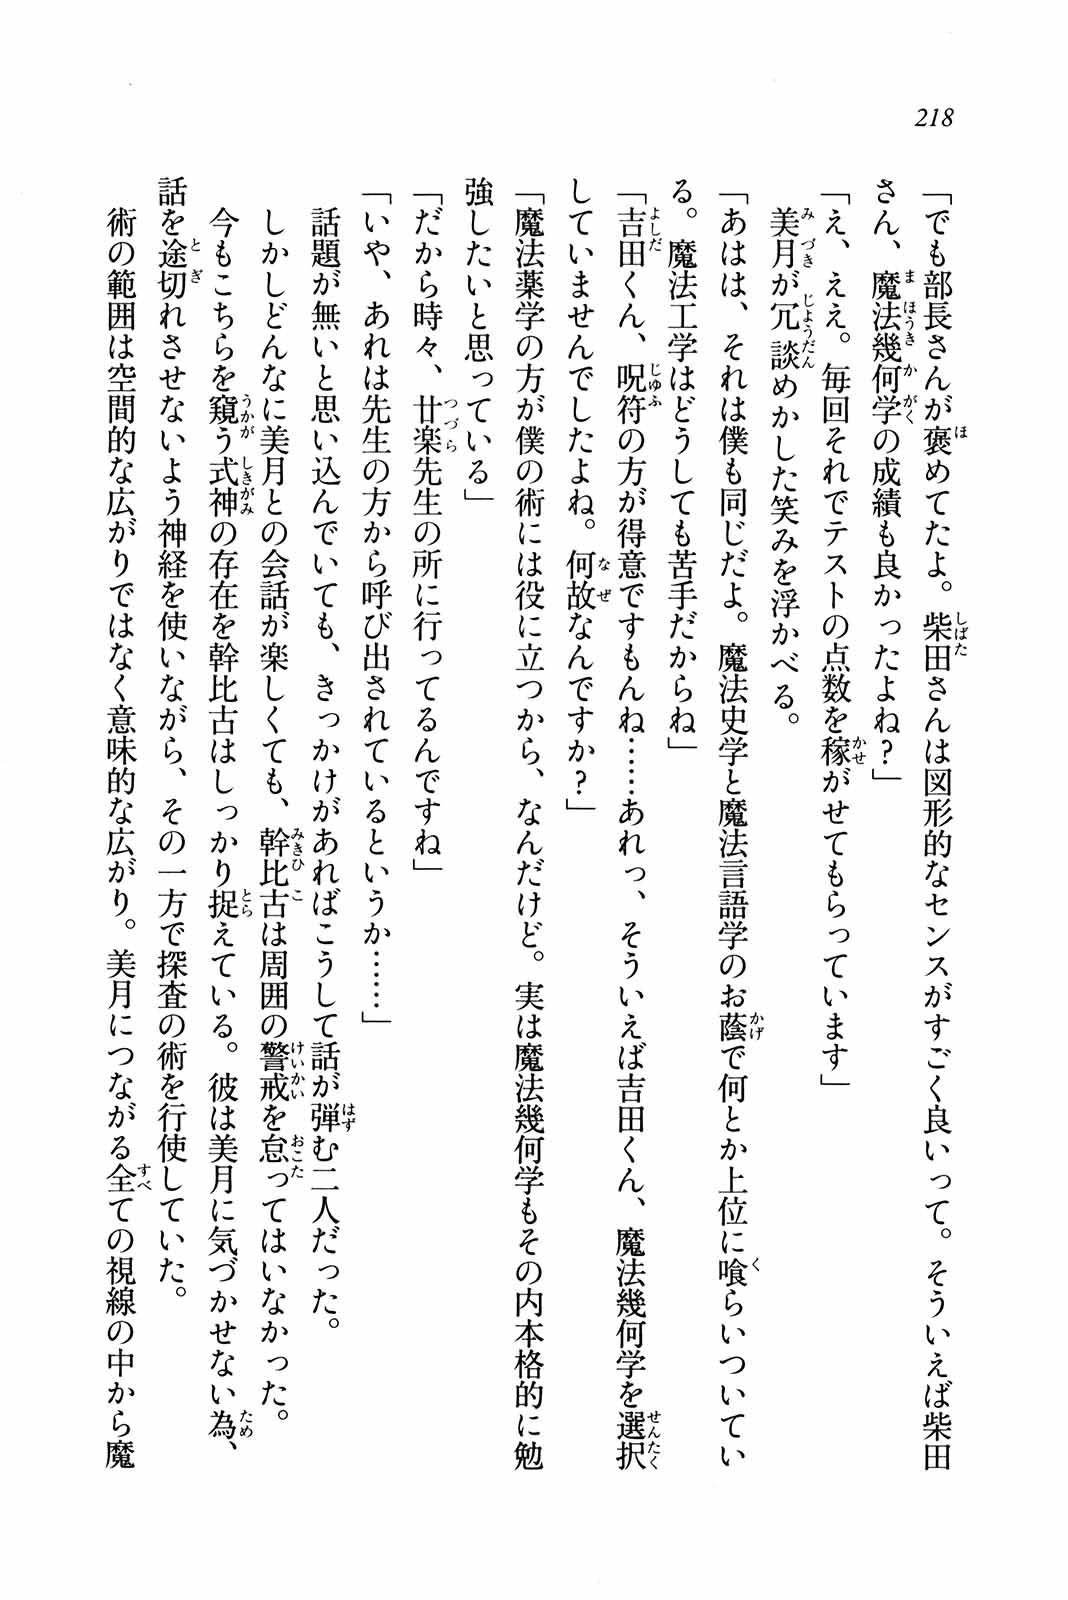 218
「でも部長さんが褒めてたよ。柴田さんは図形的なセンスがすごく良いって。そういえば柴田
さん、魔法幾何学の成績も良かったよね?」
「え、ええ。毎回それでテストの点数を稼がせてもらっています」
美月が冗談めかした笑みを浮かべる。
「あはは、それは僕も同じだよ。魔法史学と魔法言語学のお蔭で何とか上位に喰らいついてい
る。魔法工学はどうしても苦手だからね」
「吉田くん、呪符の方が得意ですもんね……あれっ、そういえば吉田くん、魔法幾何学を選択
していませんでしたよね。何故なんですか?」
「魔法薬学の方が僕の術には役に立つから、なんだけど。実は魔法幾何学もその内本格的に勉
強したいと思っている」
「だから時々、廿楽先生の所に行ってるんですね」
「いや、あれは先生の方から呼び出されているというか……」
話題が無いと思い込んでいても、きっかけがあればこうして話が弾む二人だった。
しかしどんなに美月との会話が楽しくても、幹比古は周囲の警戒を怠ってはいなかった。
今もこちらを窺う式神の存在を幹比古はしっかり捉えている。彼は美月に気づかせない為、
話を途切れさせないよう神経を使いながら、その一方で探査の術を行使していた。
術の範囲は空間的な広がりではなく意味的な広がり。美月につながる全ての視線の中から魔